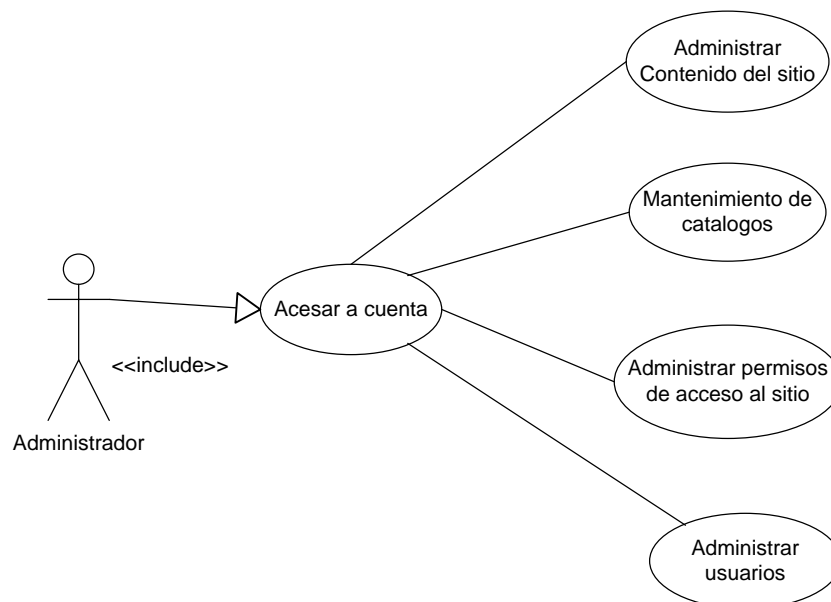 Administrar
Contenido del sitio
Mantenimiento de
catalogos
Acesar a cuenta
<<include>>
Administrar permisos
de acceso al sitio
Administrador
Administrar
usuarios